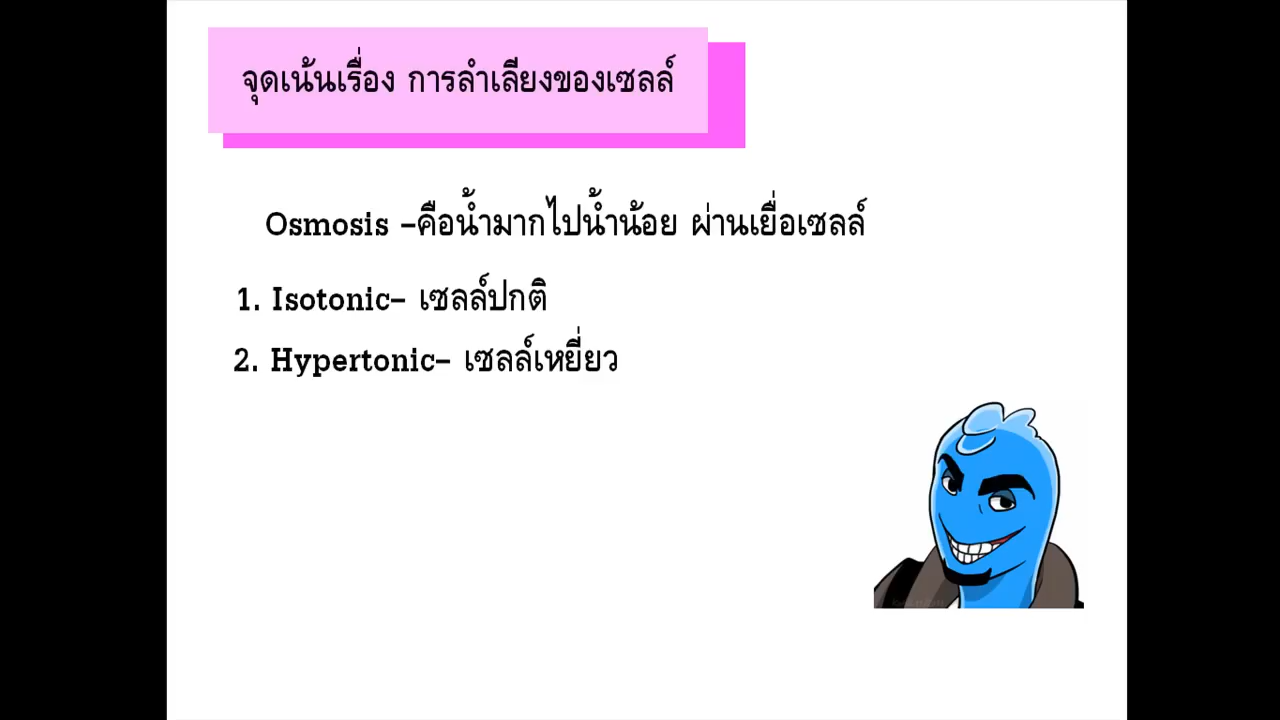 จุดเน้นเรื่อง การลำเลียงของเซลล์
Osmosis –คือน้ำมากไปน้ำน้อย ผ่านเยื่อเซลล์
1. Isotonic– เซลล์ปกติ
2. Hypertonic– เซลล์เหยี่ยว